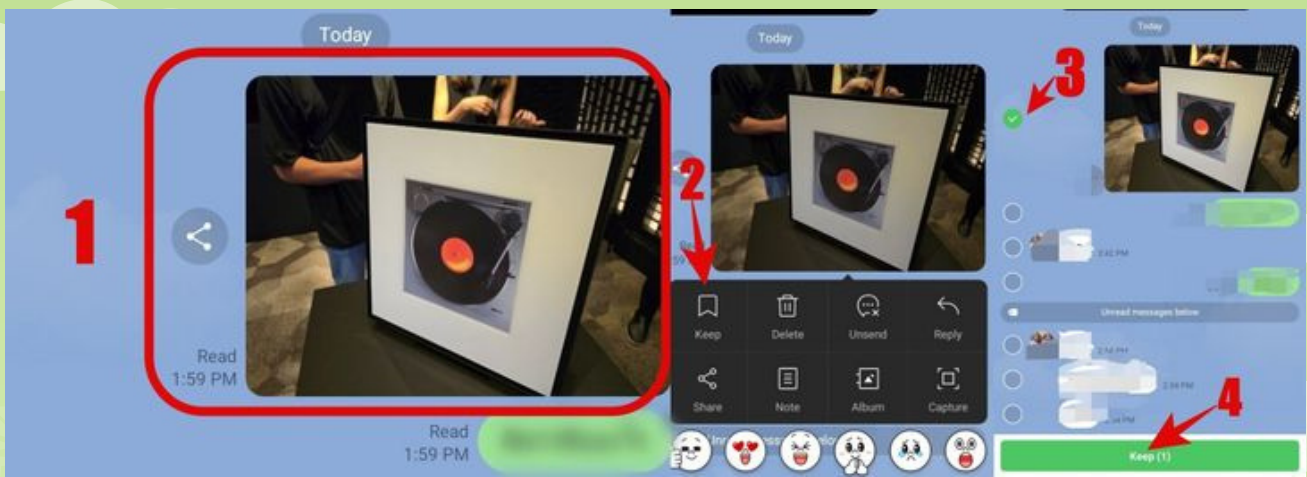 Today
1
Read
1:59 PM
Read
1:59 PM
Today
2
59
Keep
Delete
Unsend
Reply
Share
Note
Album
Capture
Today
3
Unread messages below
4
Keep (1)